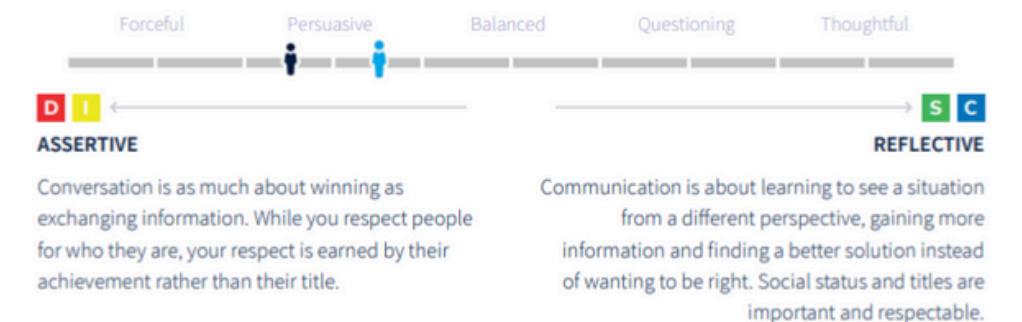 Forceful Persuasive Balanced Questioning Thoughtful
D I S C
ASSERTIVE
Conversation is as much about winning as
exchanging information. While you respect people
for who they are, your respect is earned by their
achievement rather than their title.
REFLECTIVE
Communication is about learning to see a situation
from a different perspective, gaining more
information and finding a better solution instead
of wanting to be right. Social status and titles are
important and respectable.